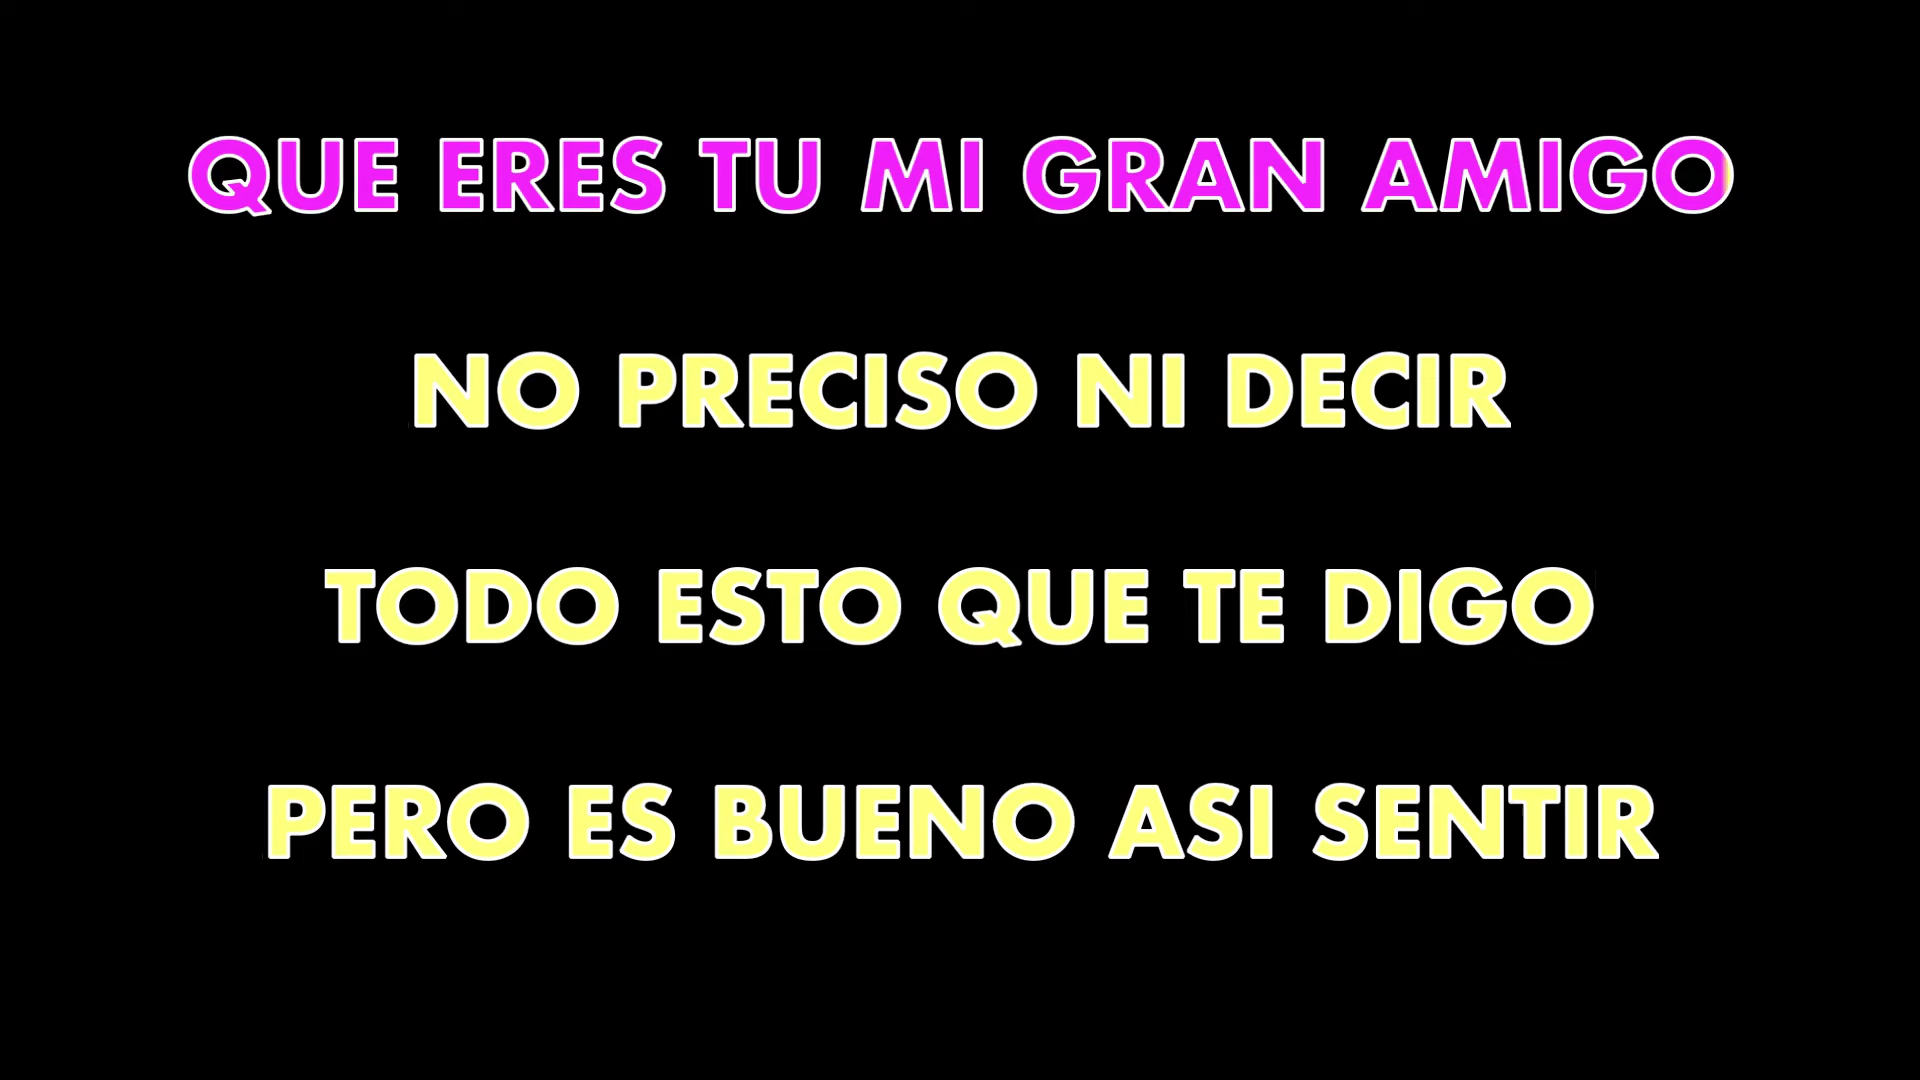 QUE ERES TU MI GRAN AMIGO
NO PRECISO NI DECIR
TODO ESTO QUE TE DIGO
PERO ES BUENO ASI SENTIR